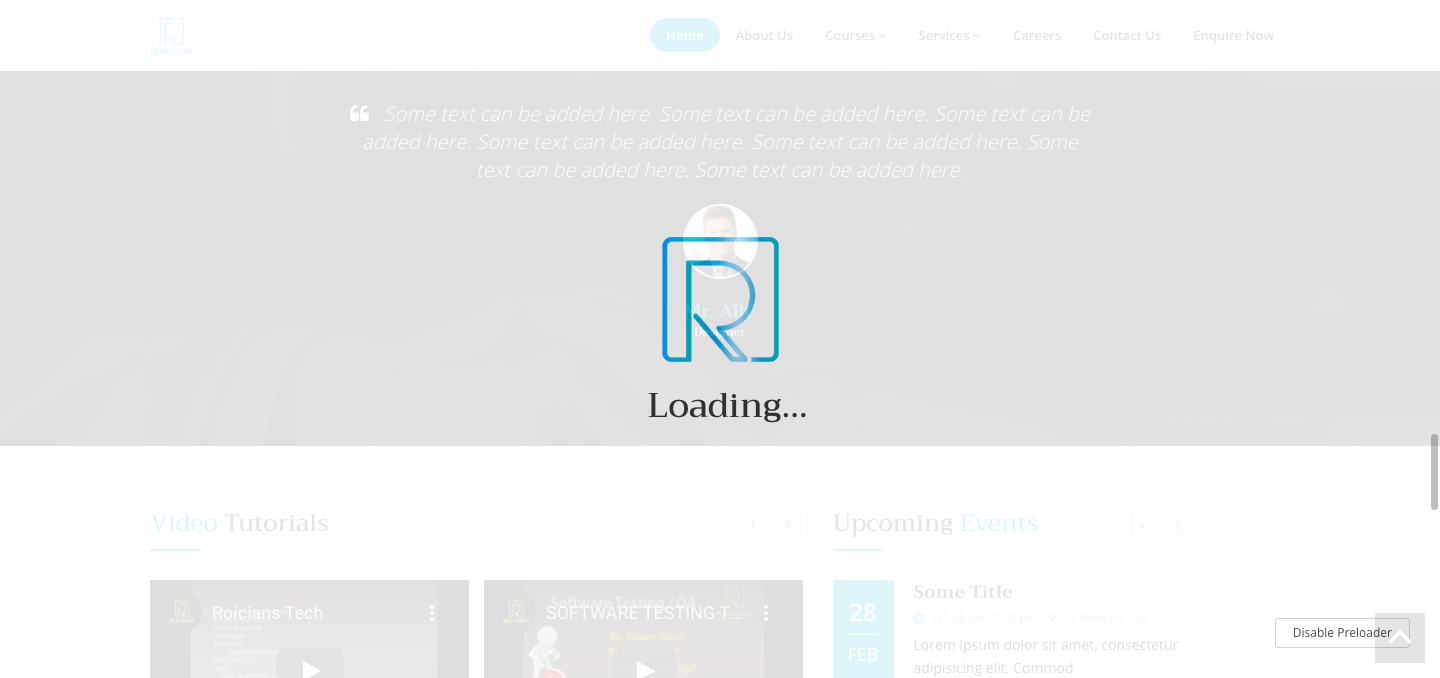 Home About Us Courses Services Careers Contact Us Enquire Now
Some text can be added here. Some text can be added here. Some text can be
added here. Some text can be added here. Some text can be added here. Some
text can be added here. Some text can be added here.
Loading...
Video Tutorials
Upcoming Events
Roicians Tech
Software Testing / QA
SOFTWARE TESTING T...
Why Software Testing?
28
FEB
Some Title
at 5.00 pm - 7.30 pm 25 Newyork City
Lorem ipsum dolor sit amet, consectetur
adipisicing elit. Commod
Disable Preloader